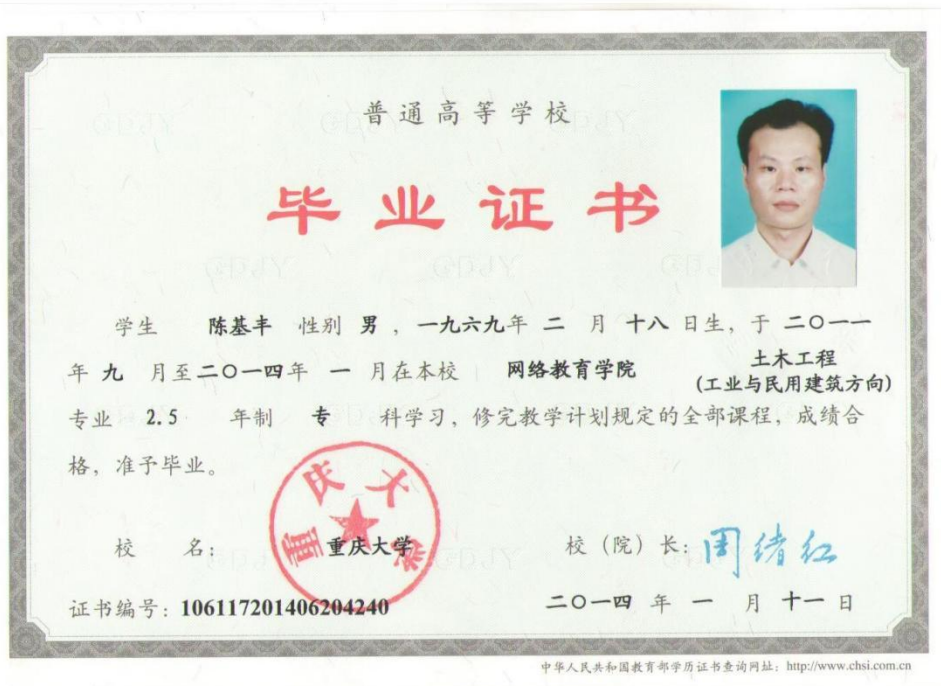 普通高等学校
毕业证书
学生 陈基丰 性别 男 ，一九六九年 二 月 十八 日生，于 二〇一一
年 九 月至二〇一四年 一 月在本校 网络教育学院 土木工程
(工业与民用建筑方向)
专业 2.5 年制 专 科学习，修完教学计划规定的全部课程，成绩合
格，准予毕业。
重庆大学
校 名： 重庆大学 校（院）长：周绪红
证书编号：106117201406204240 二〇一四 年 一 月 十一 日
中华人民共和国教育部学历证书查询网址：http://www.chsi.com.cn